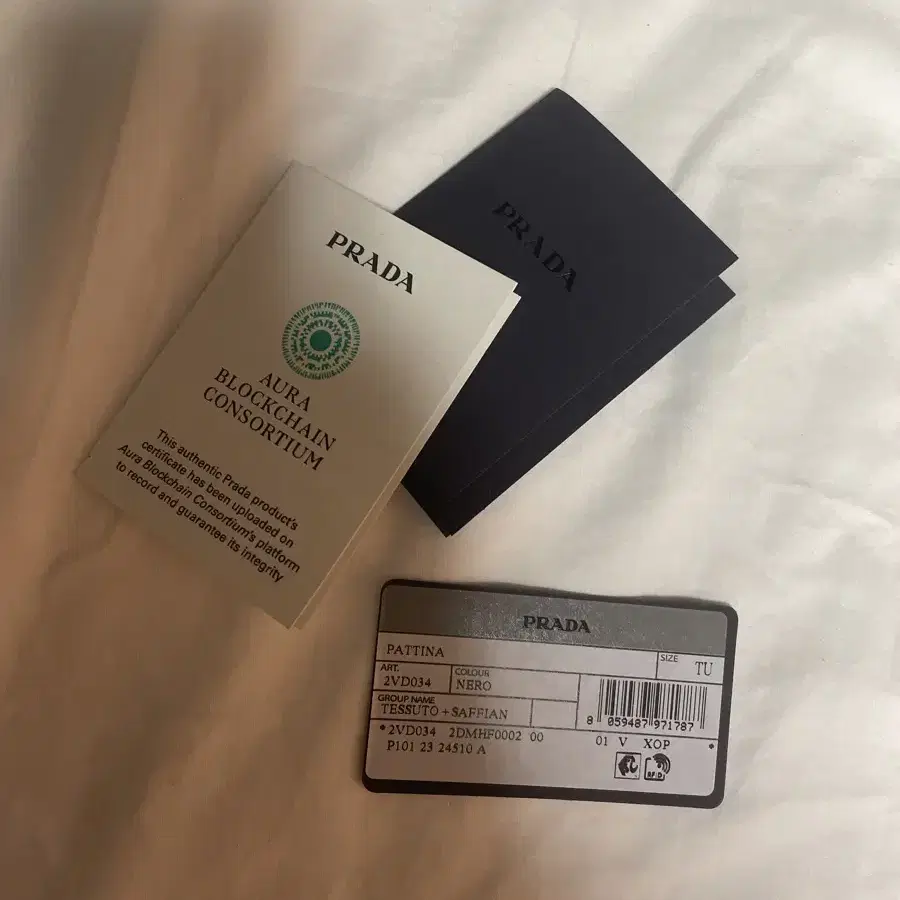 PRADA
AURA
BLOCKCHAIN
CONSORTIUM
This authentic Prada product's
certificate has been uploaded on
Aura Blockchain Consortium's platform
to record and guarantee its integrity
PRADA
PRADA
PATTINA
SIZE
TU
ART.
2VD034
COLOUR
NERO
GROUP NAME
TESSUTO+SAFFIAN
8 059487 971787
*2VD034 2DMHF0002 00 01 V XOP *
P101 23 24510 A
RFID